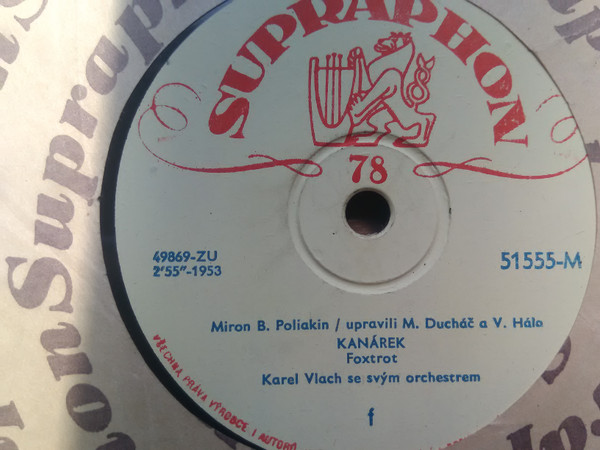 SUPRAPHON
78
49869-ZU
2'55"-1953
51555-M
Miron B. Poliakin / upravili M. Ducháč a V. Hála
KANÁREK
Foxtrot
Karel Vlach se svým orchestrem
f
VŠECHNA PRÁVA VÝROBCE I AUTORŮ
Supraphon